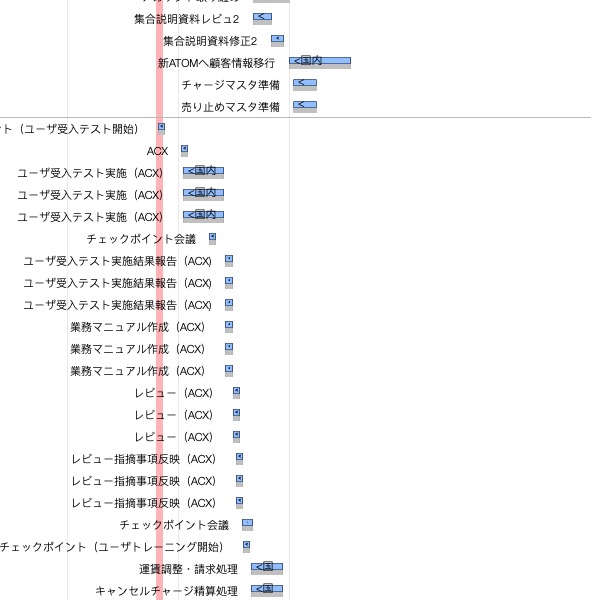 集合説明資料レビュ2 <
集合説明資料修正2 <
新ATOMへ顧客情報移行 <国内
チャージマスタ準備 <
売り止めマスタ準備 <
ント（ユーザ受入テスト開始） <
ACX <
ユーザ受入テスト実施（ACX） <国内
ユーザ受入テスト実施（ACX） <国内
ユーザ受入テスト実施（ACX） <国内
チェックポイント会議 <
ユーザ受入テスト実施結果報告（ACX）
ユーザ受入テスト実施結果報告（ACX）
ユーザ受入テスト実施結果報告（ACX）
業務マニュアル作成（ACX）
業務マニュアル作成（ACX）
業務マニュアル作成（ACX）
レビュー（ACX） <
レビュー（ACX） <
レビュー（ACX） <
レビュー指摘事項反映（ACX） <
レビュー指摘事項反映（ACX） <
レビュー指摘事項反映（ACX） <
チェックポイント会議
チェックポイント（ユーザトレーニング開始） <
運賃調整・請求処理 <国
キャンセルチャージ精算処理 <国